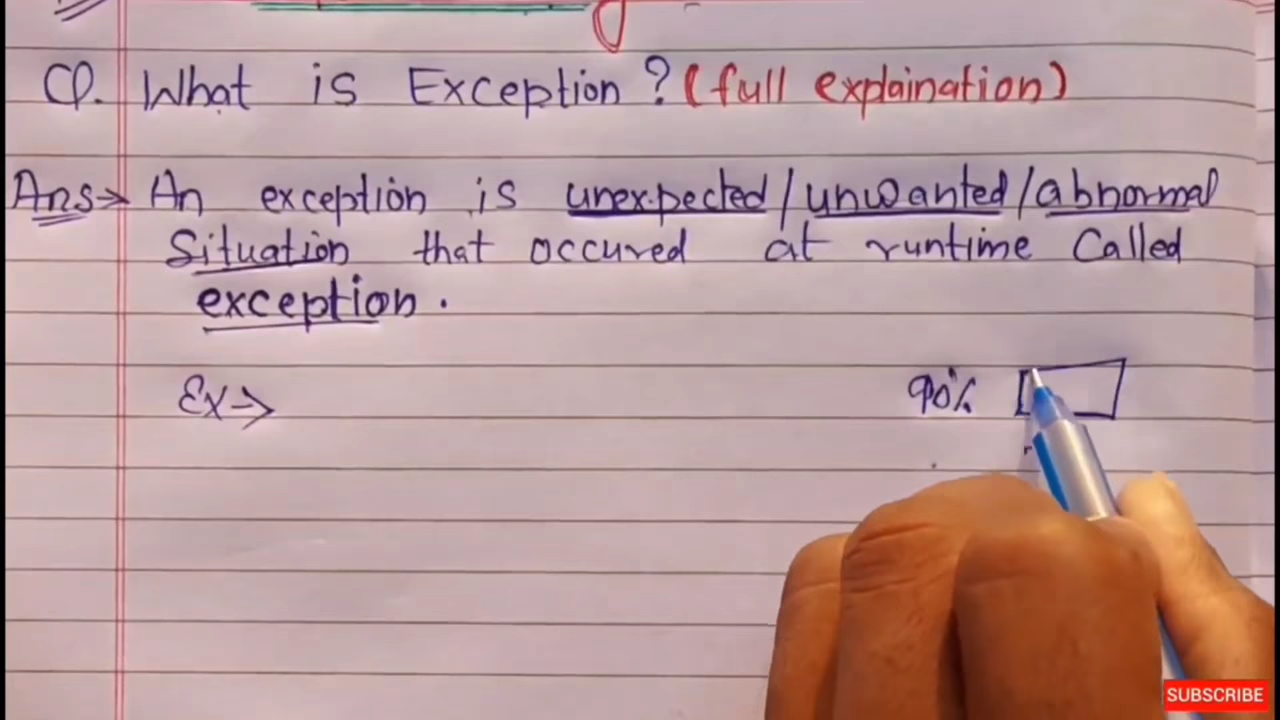 Q. What is Exception? (full explaination)
Ans→ An exception is unexpected/unwanted/abnormal
Situation that occured at runtime Called
exception.
Ex→ 90%
SUBSCRIBE